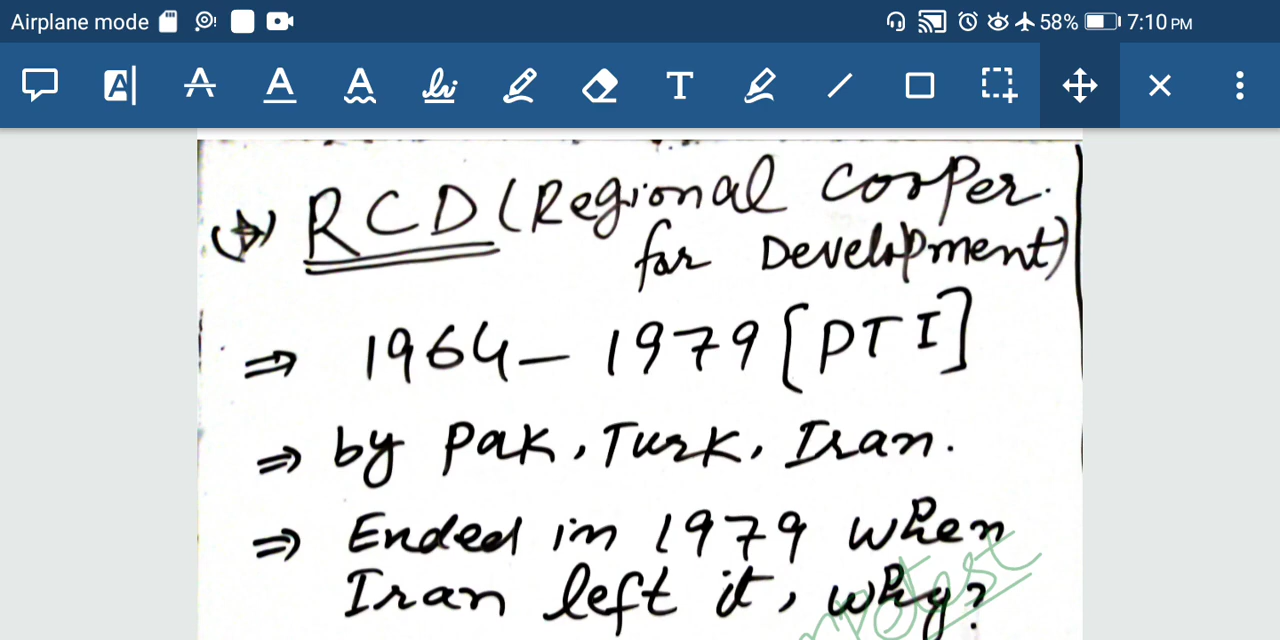 Airplane mode 58% 7:10 PM
RCD (Regional Cooper.
for Development)
⇒ 1964 - 1979 [PTI]
⇒ by Pak, Turk, Iran.
⇒ Ended in 1979 when
Iran left it, why?